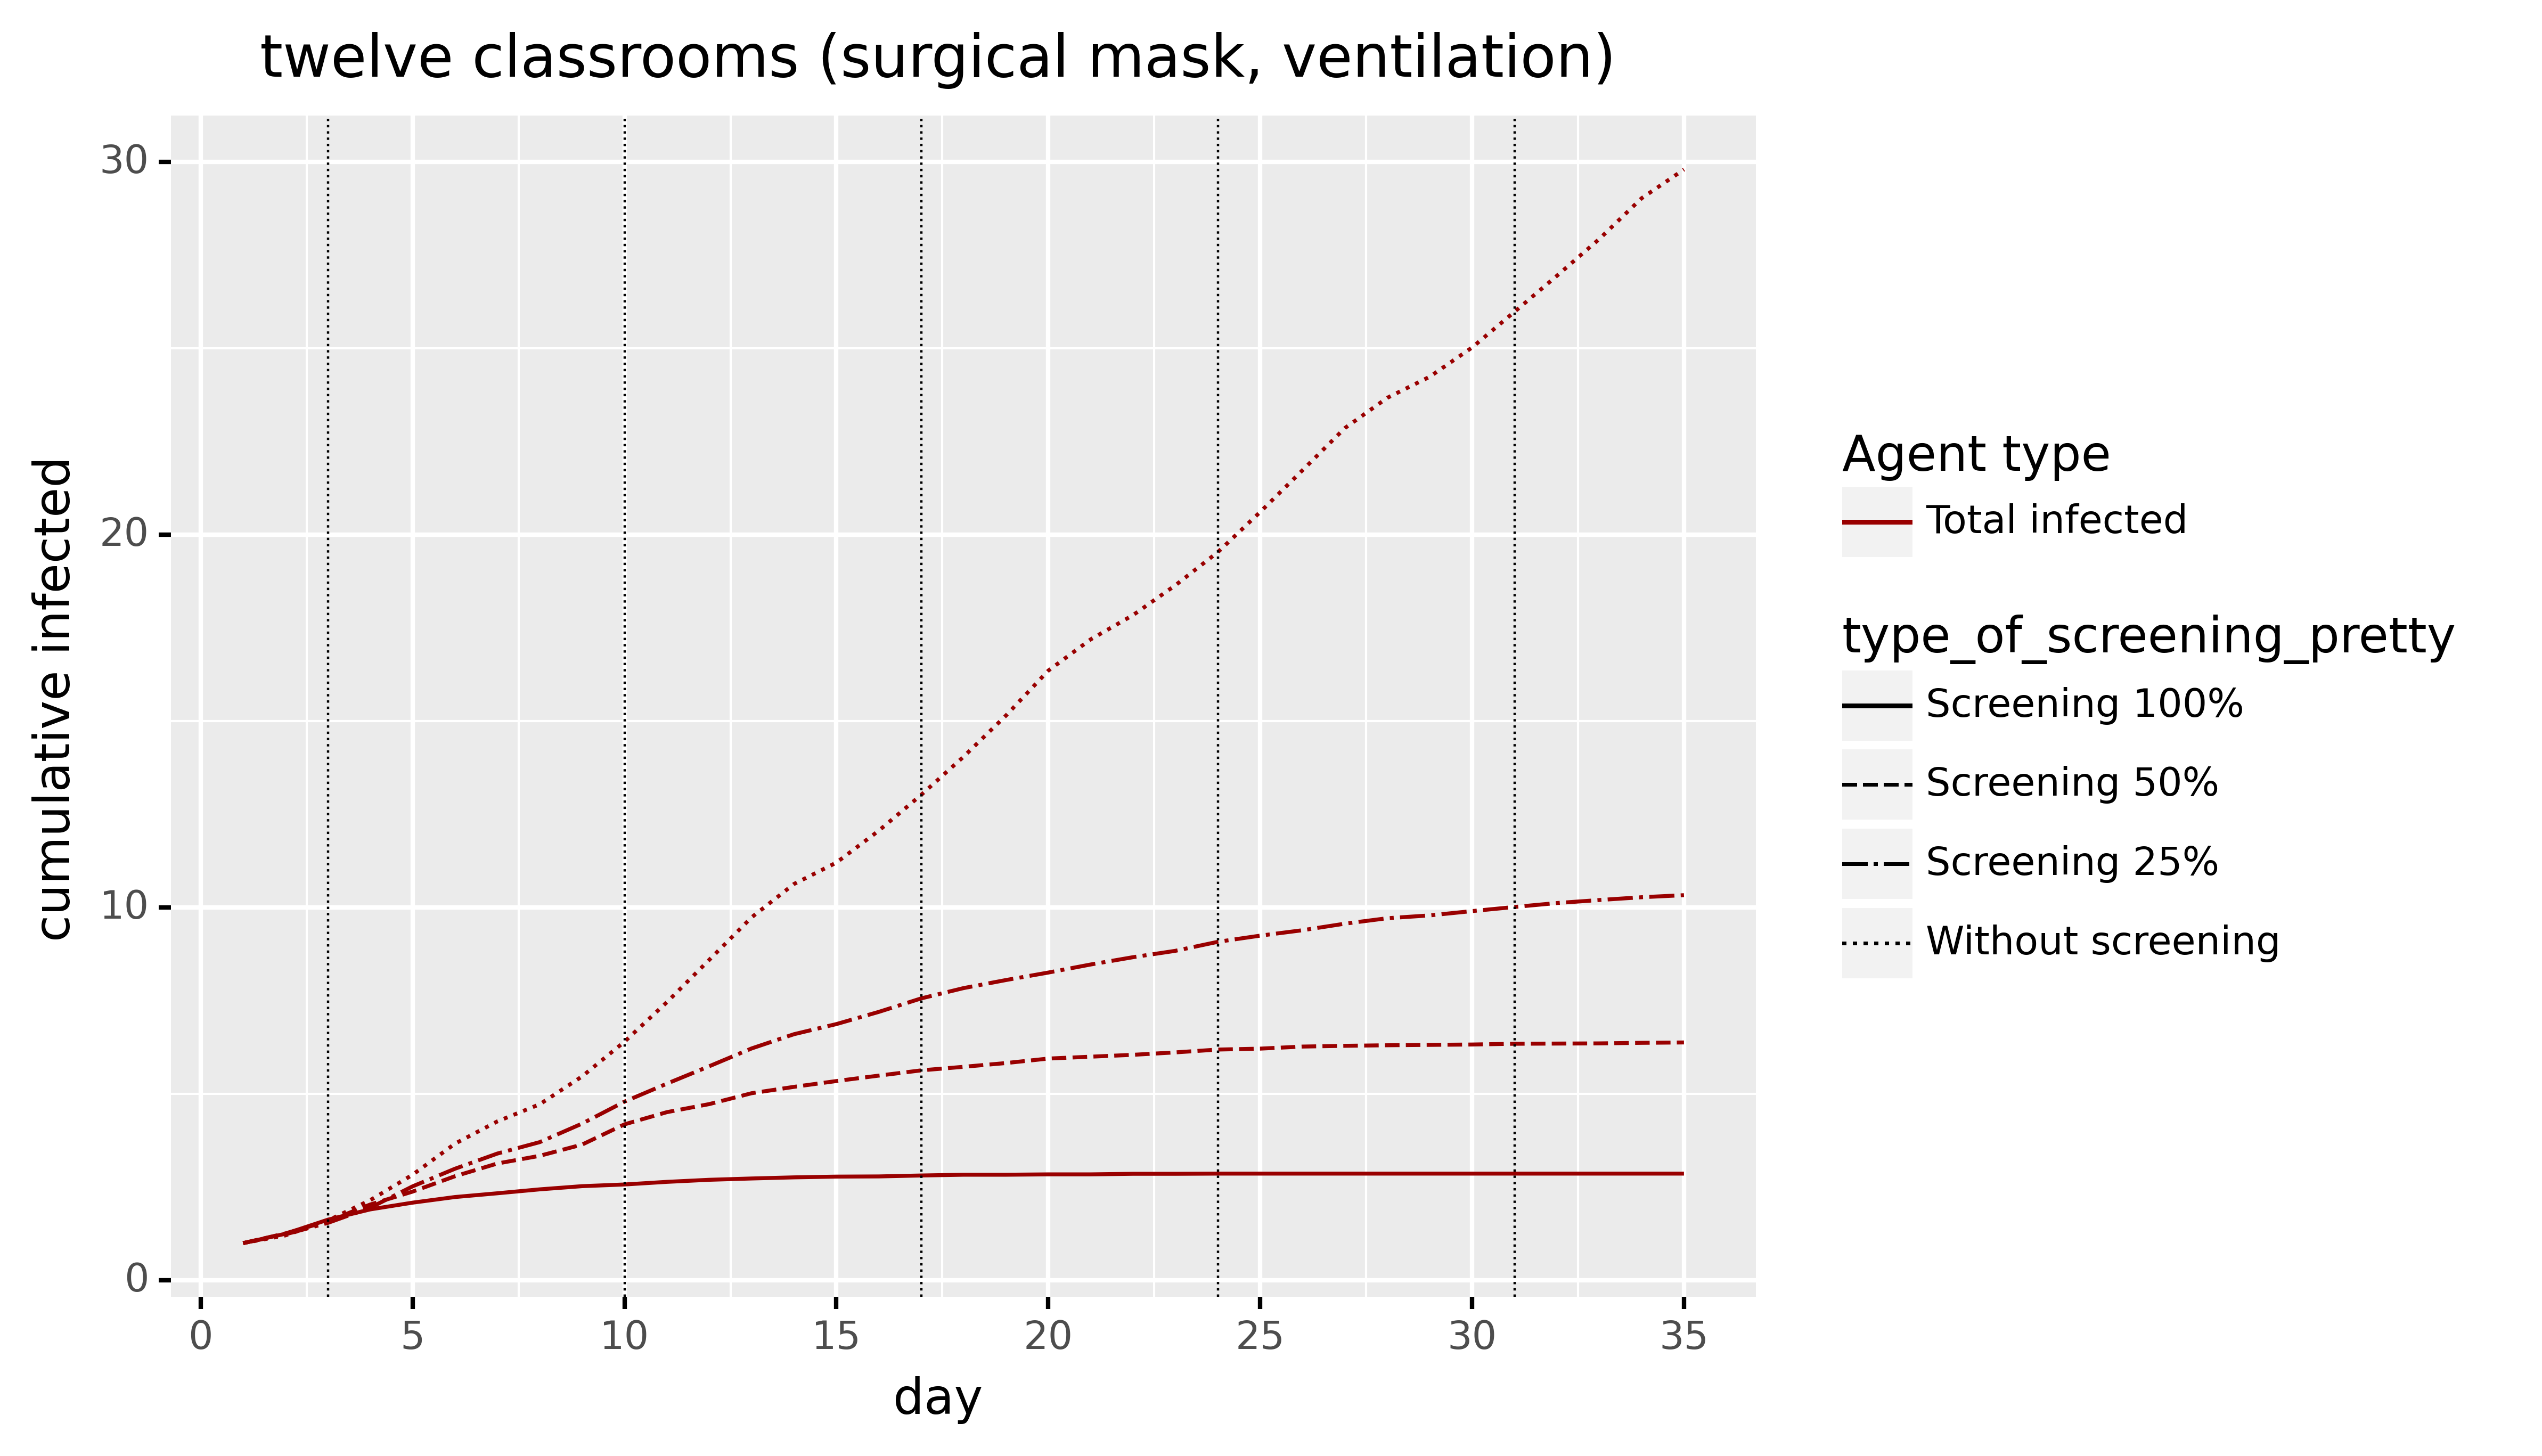 twelve classrooms (surgical mask, ventilation)
cumulative infected
30
20
10
0
0 5 10 15 20 25 30 35
day
Agent type
Total infected
type_of_screening_pretty
Screening 100%
Screening 50%
Screening 25%
Without screening